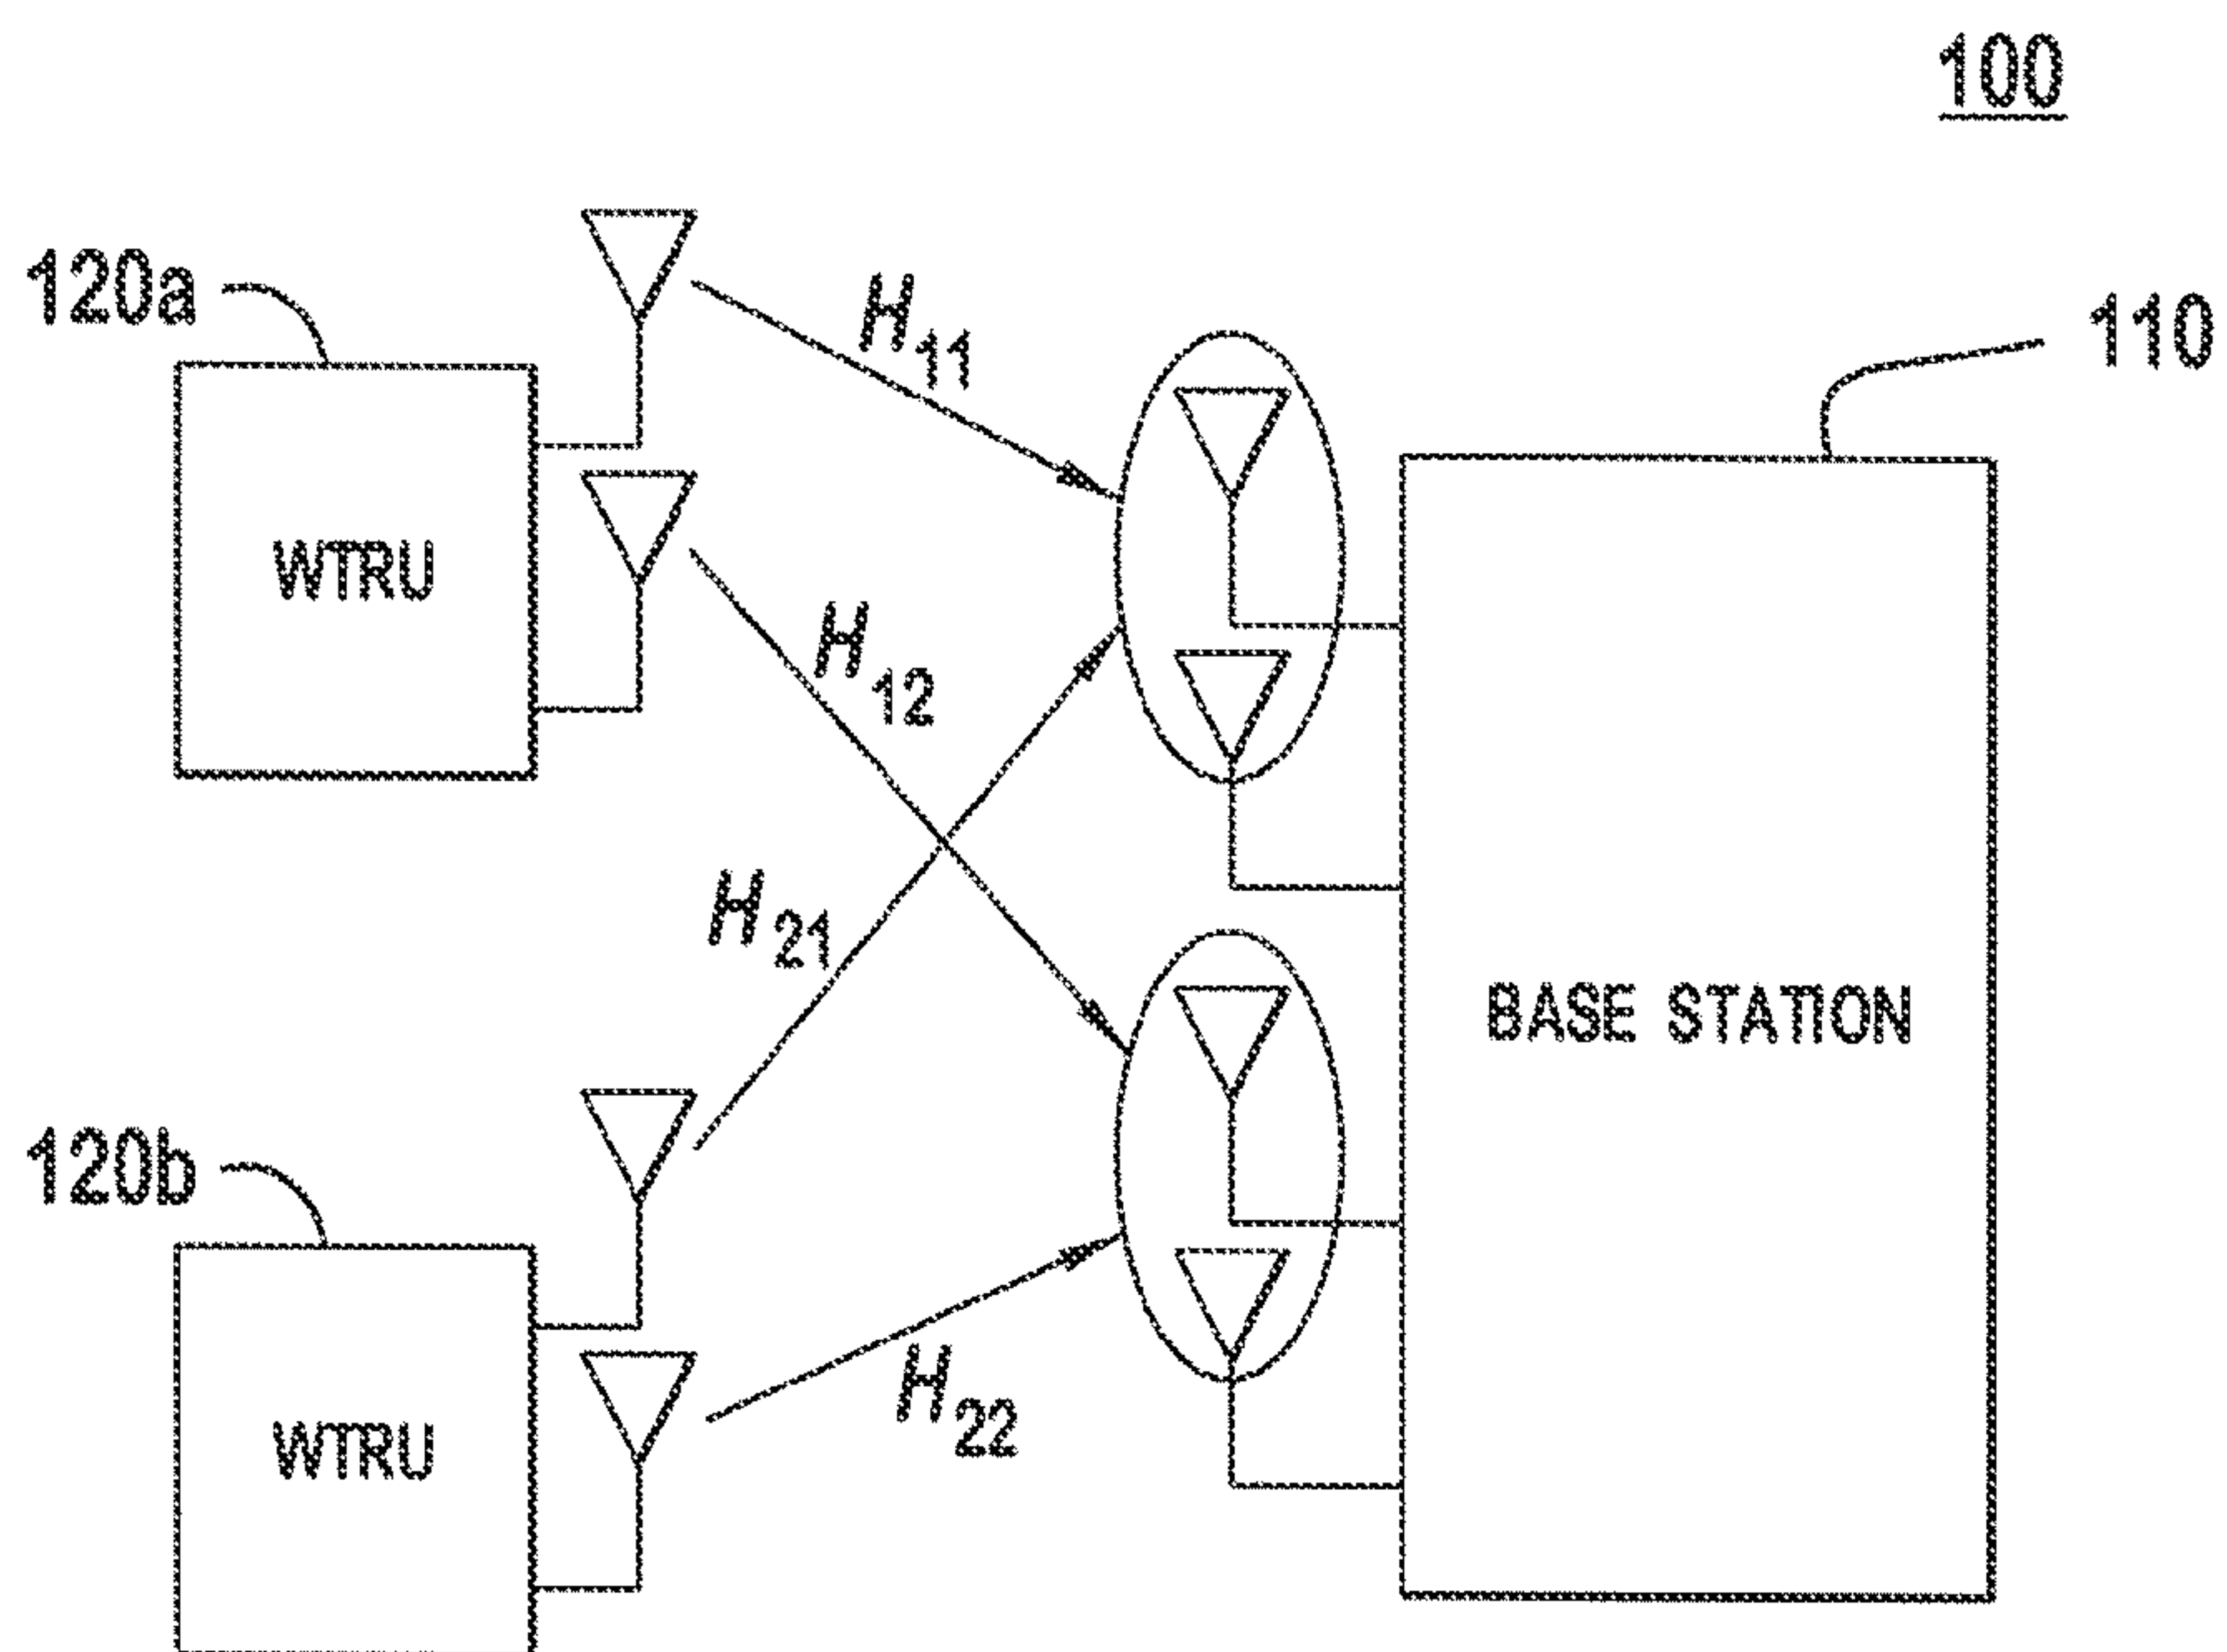 100
120a
H11
110
WTRU
H12
H21
BASE STATION
120b
WTRU
H22